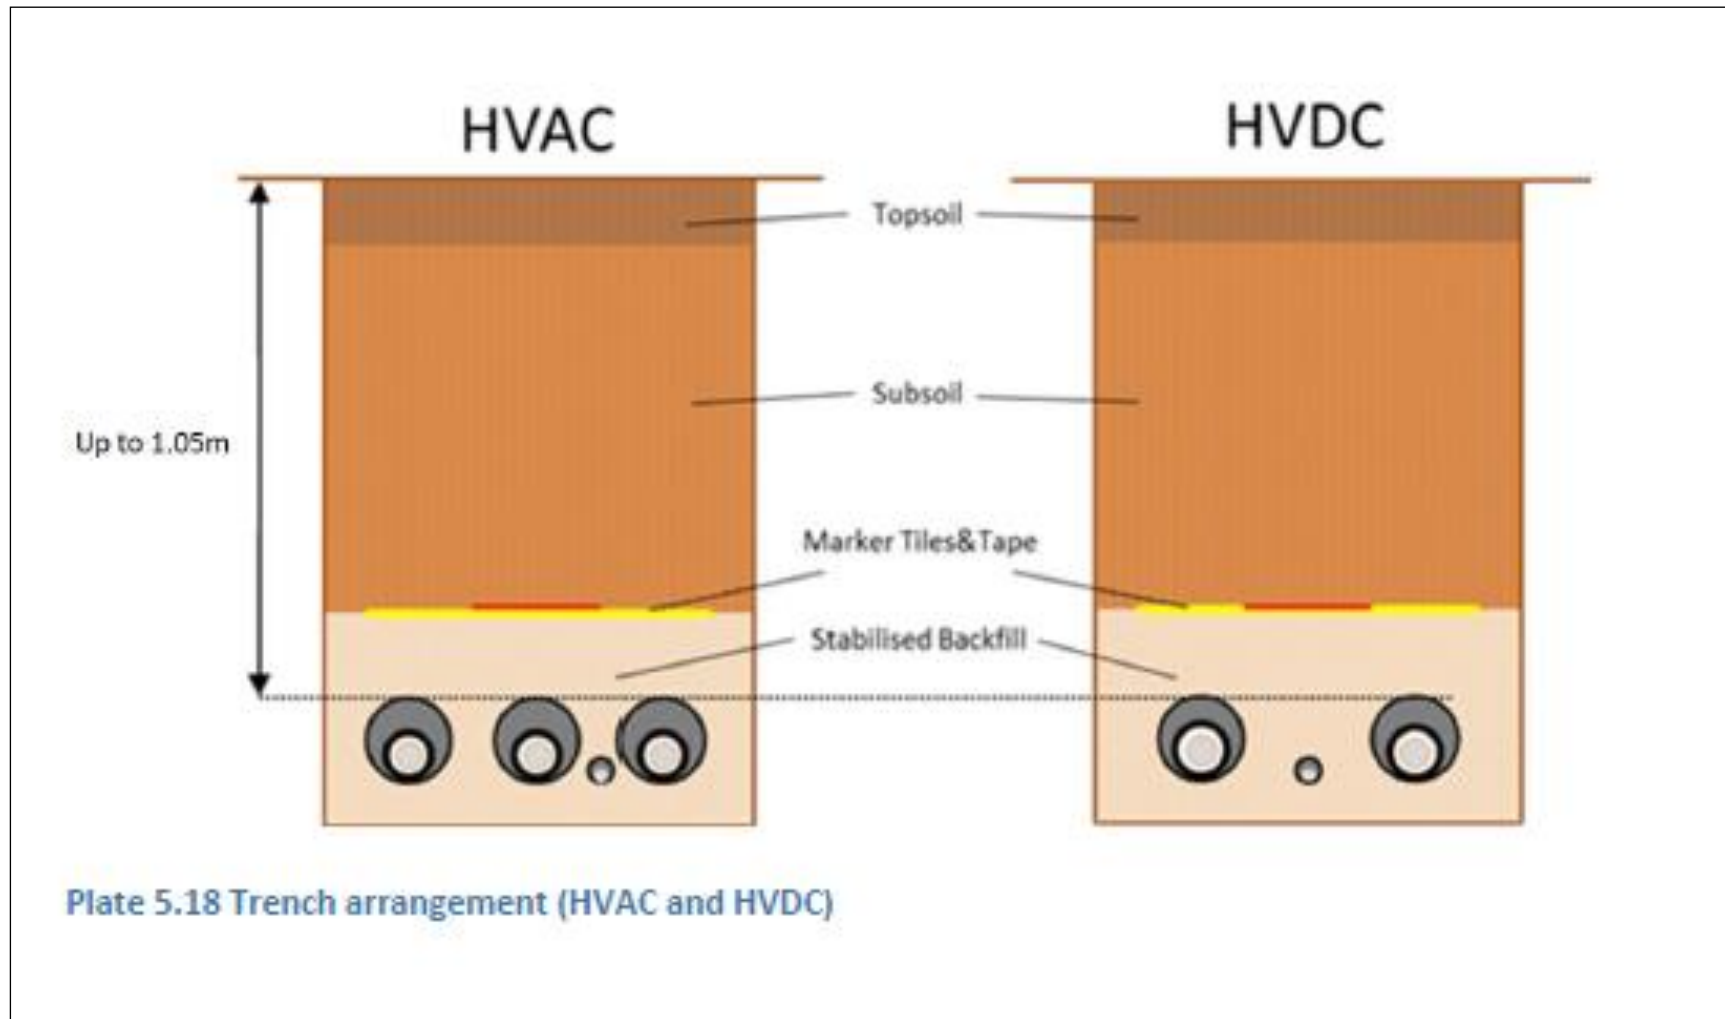 HVAC
HVDC
Topsoil
Subsoil
Up to 1.05m
Marker Tiles&Tape
Stabilised Backfill
Plate 5.18 Trench arrangement (HVAC and HVDC)